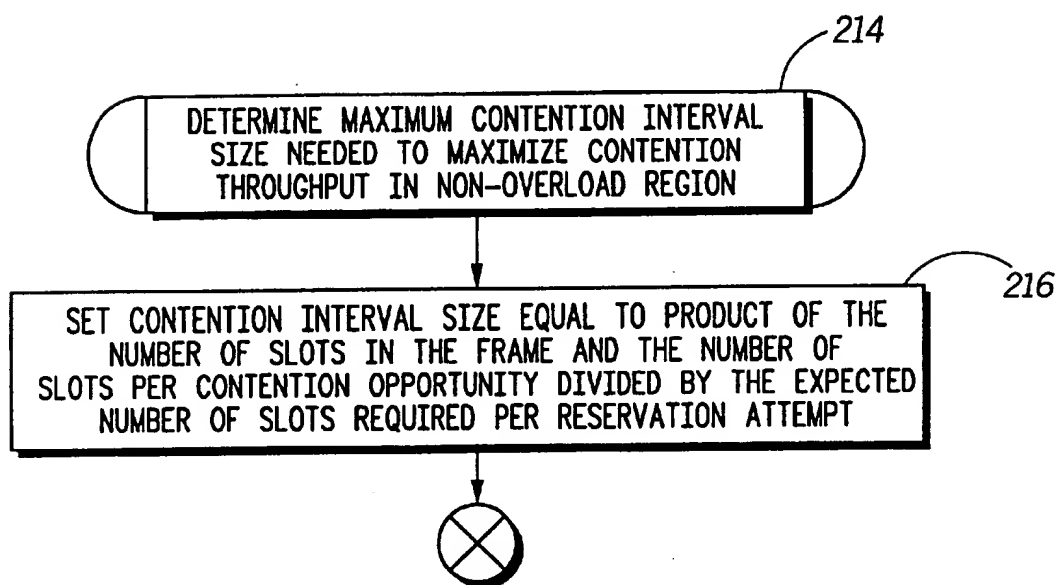 214
DETERMINE MAXIMUM CONTENTION INTERVAL
SIZE NEEDED TO MAXIMIZE CONTENTION
THROUGHPUT IN NON-OVERLOAD REGION
216
SET CONTENTION INTERVAL SIZE EQUAL TO PRODUCT OF THE
NUMBER OF SLOTS IN THE FRAME AND THE NUMBER OF
SLOTS PER CONTENTION OPPORTUNITY DIVIDED BY THE EXPECTED
NUMBER OF SLOTS REQUIRED PER RESERVATION ATTEMPT